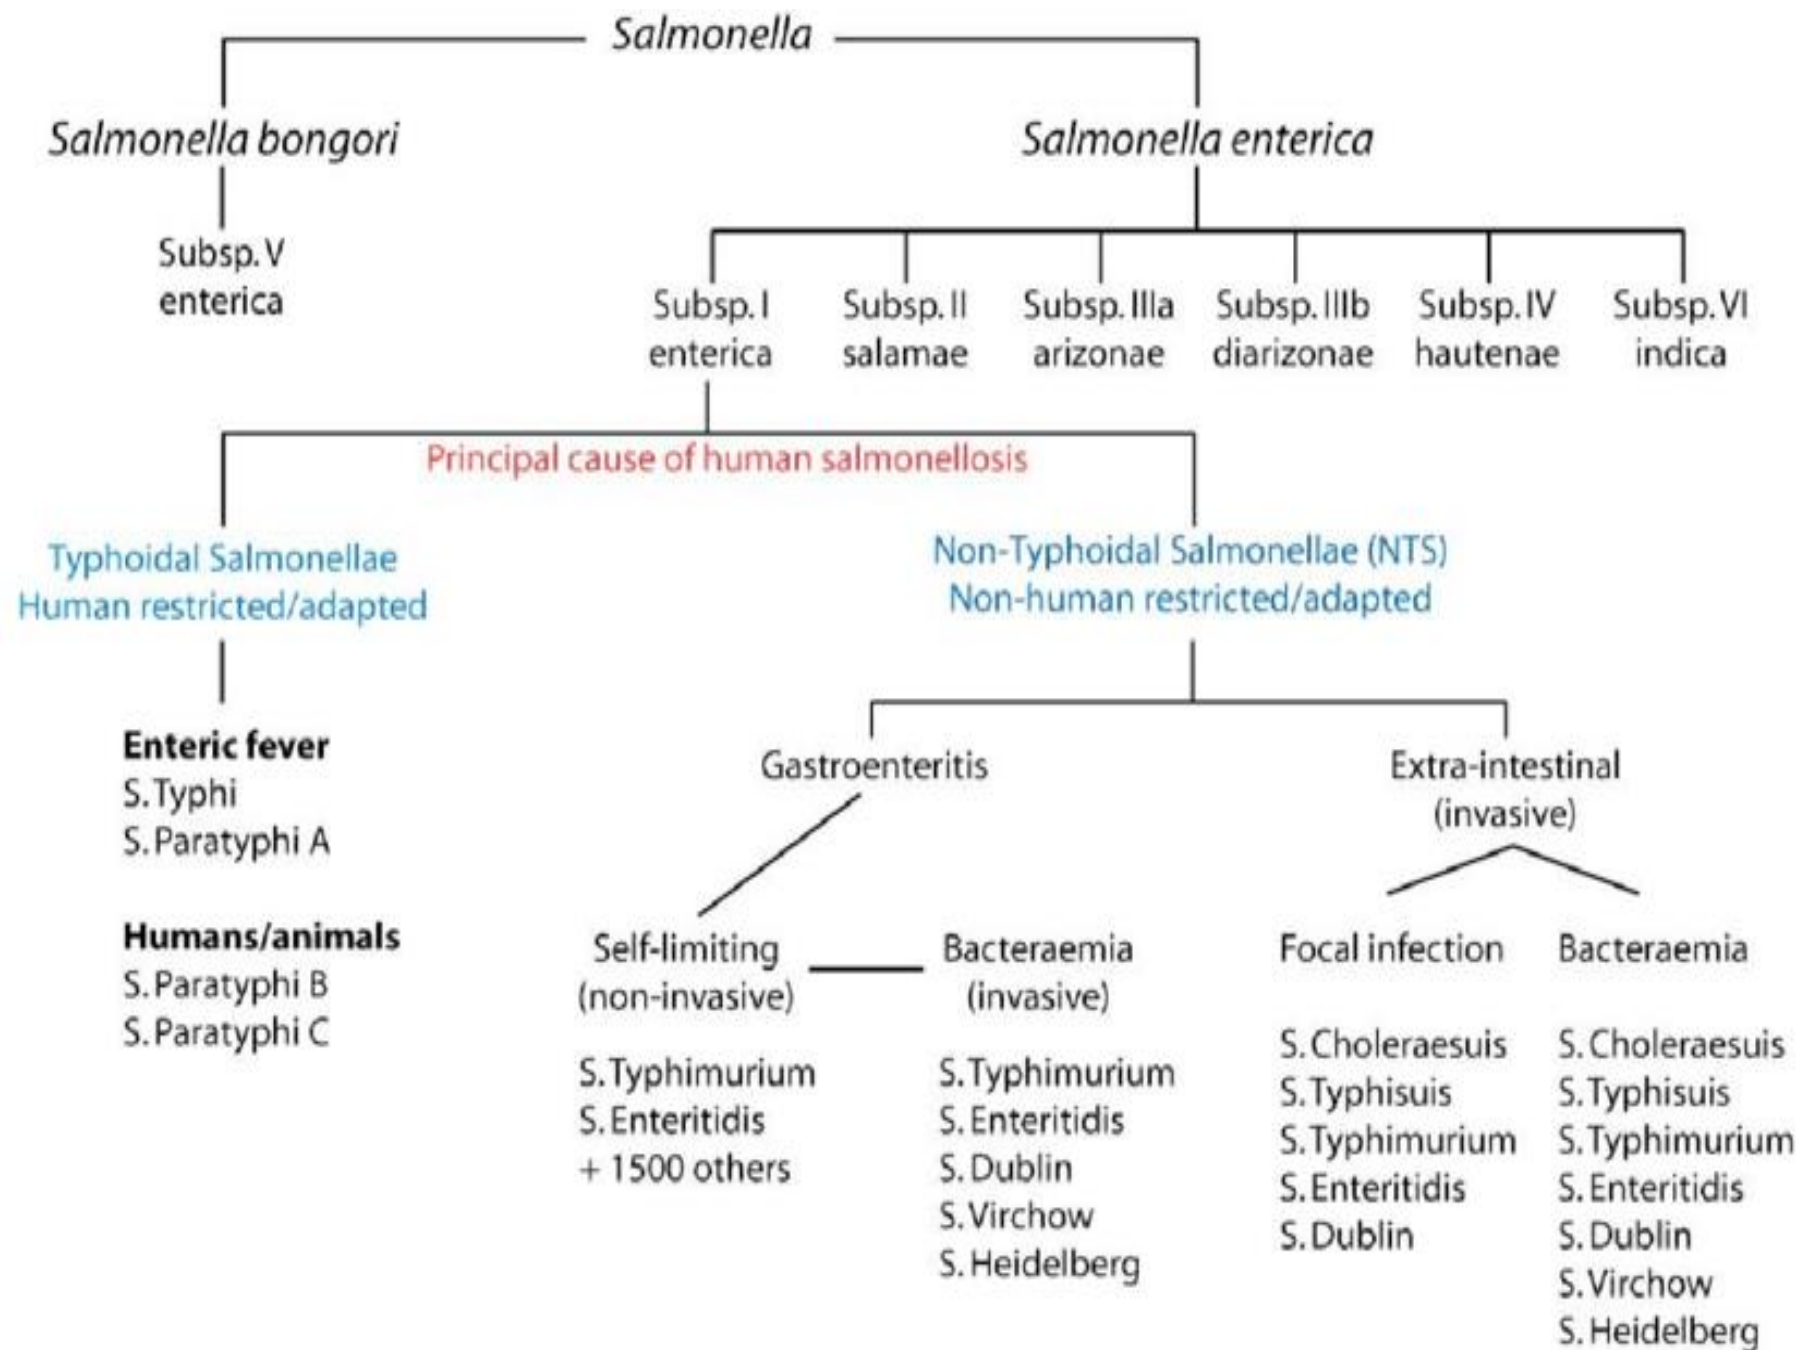 Salmonella
Salmonella bongori
Salmonella enterica
Subsp. V
enterica
Subsp. I
enterica
Subsp. II
salamae
Subsp. IIIa
arizonae
Subsp. IIIb
diarizonae
Subsp. IV
hautenae
Subsp. VI
indica
Principal cause of human salmonellosis
Typhoidal Salmonellae
Human restricted/adapted
Non-Typhoidal Salmonellae (NTS)
Non-human restricted/adapted
Enteric fever
S. Typhi
S. Paratyphi A
Humans/animals
S. Paratyphi B
S. Paratyphi C
Gastroenteritis
Extra-intestinal
(invasive)
Self-limiting
(non-invasive)
S. Typhimurium
S. Enteritidis
+ 1500 others
Bacteraemia
(invasive)
S. Typhimurium
S. Enteritidis
S. Dublin
S. Virchow
S. Heidelberg
Focal infection
S. Choleraesuis
S. Typhisuis
S. Typhimurium
S. Enteritidis
S. Dublin
Bacteraemia
S. Choleraesuis
S. Typhisuis
S. Typhimurium
S. Enteritidis
S. Dublin
S. Virchow
S. Heidelberg